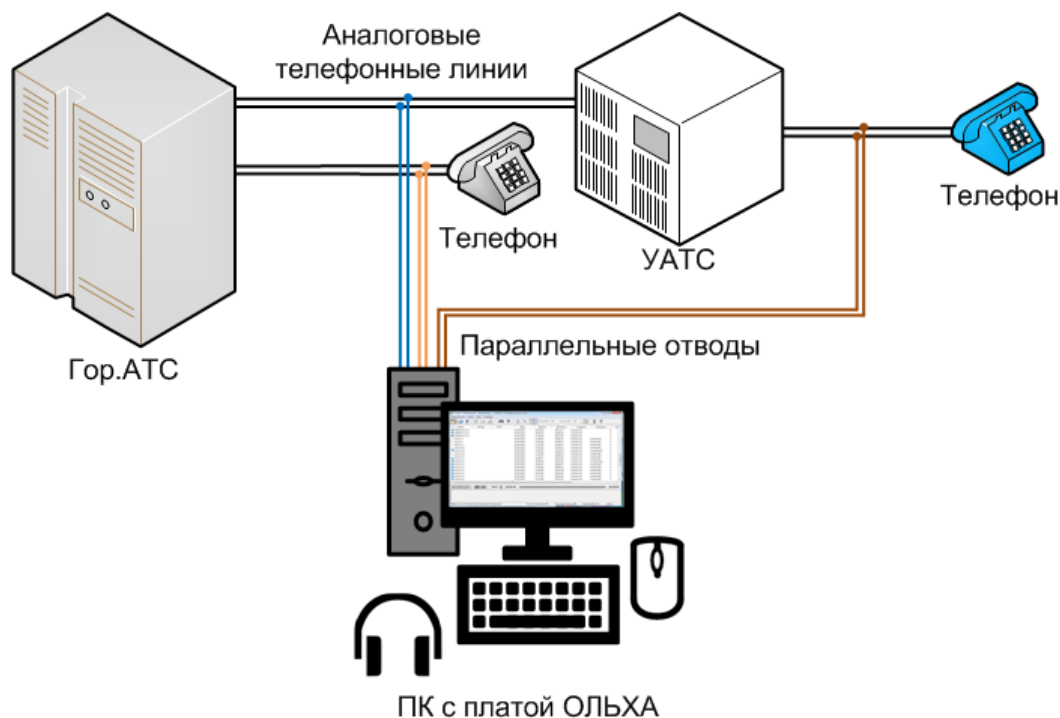 Аналоговые
телефонные линии
Телефон
Телефон
УАТС
Гор.АТС
Параллельные отводы
ПК с платой ОЛЬХА